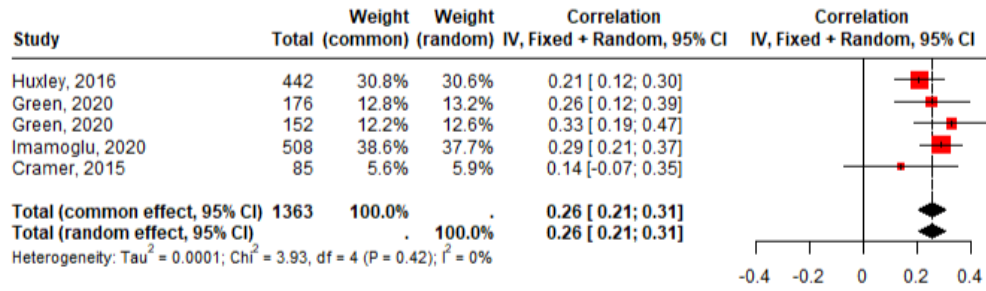 Weight Weight Correlation Correlation
Study Total (common) (random) IV, Fixed + Random, 95% CI IV, Fixed + Random, 95% CI
Huxley, 2016 442 30.8% 30.6% 0.21 [ 0.12; 0.30]
Green, 2020 176 12.8% 13.2% 0.26 [ 0.12; 0.39]
Green, 2020 152 12.2% 12.6% 0.33 [ 0.19; 0.47]
Imamoglu, 2020 508 38.6% 37.7% 0.29 [ 0.21; 0.37]
Cramer, 2015 85 5.6% 5.9% 0.14 [-0.07; 0.35]
Total (common effect, 95% CI) 1363 100.0% . 0.26 [ 0.21; 0.31]
Total (random effect, 95% CI) . 100.0% 0.26 [ 0.21; 0.31]
Heterogeneity: Tau² = 0.0001; Chi² = 3.93, df = 4 (P = 0.42); I² = 0%
-0.4 -0.2 0 0.2 0.4